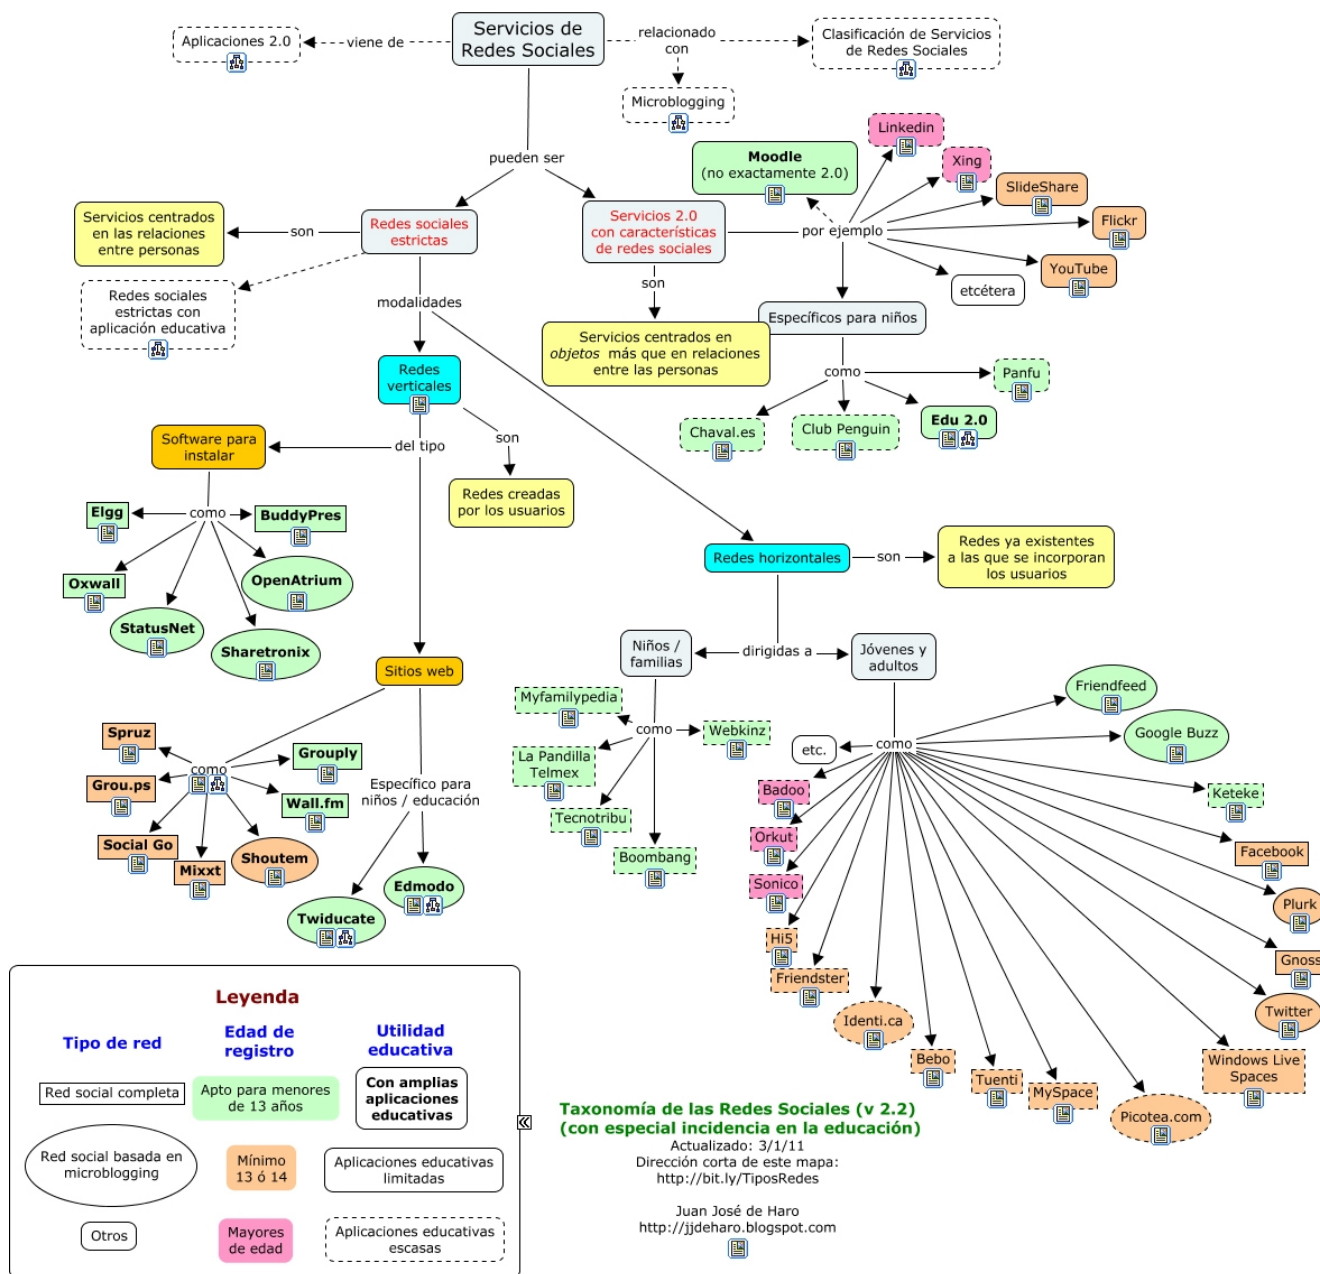 Servicios de
Redes Sociales
Aplicaciones 2.0
viene de
relacionado
con
Clasificación de Servicios
de Redes Sociales
Microblogging
pueden ser
Moodle
(no exactamente 2.0)
Linkedin
Xing
SlideShare
Flickr
YouTube
etcétera
por ejemplo
Servicios centrados
en las relaciones
entre personas
son
Redes sociales
estrictas
Servicios 2.0
con características
de redes sociales
Redes sociales
estrictas con
aplicación educativa
modalidades
son
Específicos para niños
Servicios centrados en
objetos más que en relaciones
entre las personas
como
Panfu
Chaval.es
Club Penguin
Edu 2.0
Redes
verticales
Software para
instalar
del tipo
son
Redes creadas
por los usuarios
Elgg
como
BuddyPres
Oxwall
OpenAtrium
StatusNet
Sharetronix
Redes horizontales
son
Redes ya existentes
a las que se incorporan
los usuarios
Sitios web
Niños /
familias
dirigidas a
Jóvenes y
adultos
Spruz
Grouply
como
Grou.ps
Wall.fm
Social Go
Mixxt
Shoutem
Específico para
niños / educación
Edmodo
Twiducate
Myfamilypedia
como
Webkinz
La Pandilla
Telmex
Tecnotribu
Boombang
etc.
como
Friendfeed
Google Buzz
Badoo
Keteke
Orkut
Facebook
Sonico
Plurk
Hi5
Gnoss
Friendster
Identi.ca
Twitter
Bebo
Windows Live
Spaces
Tuenti
MySpace
Picotea.com
Leyenda
Tipo de red
Edad de
registro
Utilidad
educativa
Red social completa
Apto para menores
de 13 años
Con amplias
aplicaciones
educativas
Red social basada en
microblogging
Mínimo
13 ó 14
Aplicaciones educativas
limitadas
Otros
Mayores
de edad
Aplicaciones educativas
escasas
Taxonomía de las Redes Sociales (v 2.2)
(con especial incidencia en la educación)
Actualizado: 3/1/11
Dirección corta de este mapa:
http://bit.ly/TiposRedes
Juan José de Haro
http://jjdeharo.blogspot.com